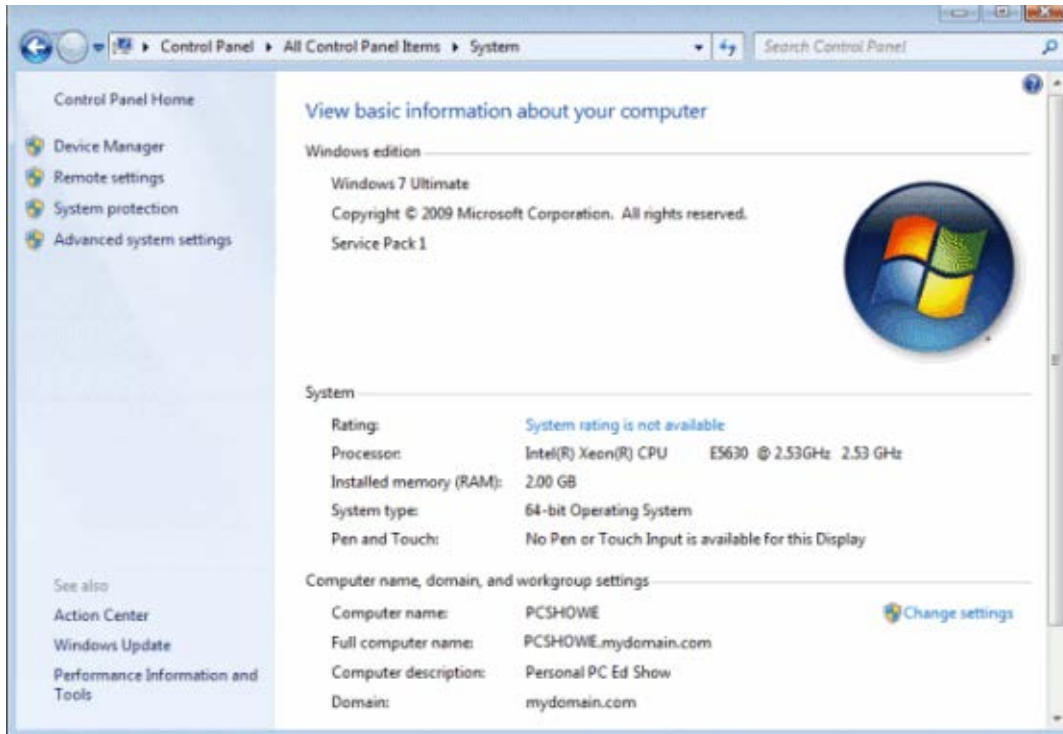 Control Panel All Control Panel Items System
Search Control Panel
Control Panel Home
Device Manager
Remote settings
System protection
Advanced system settings
See also
Action Center
Windows Update
Performance Information and
Tools
View basic information about your computer
Windows edition
Windows 7 Ultimate
Copyright © 2009 Microsoft Corporation. All rights reserved.
Service Pack 1
System
Rating: System rating is not available
Processor: Intel(R) Xeon(R) CPU E5630 @ 2.53GHz 2.53 GHz
Installed memory (RAM): 2.00 GB
System type: 64-bit Operating System
Pen and Touch: No Pen or Touch Input is available for this Display
Computer name, domain, and workgroup settings
Computer name: PCSHOWE
Change settings
Full computer name: PCSHOWE.mydomain.com
Computer description: Personal PC Ed Show
Domain: mydomain.com